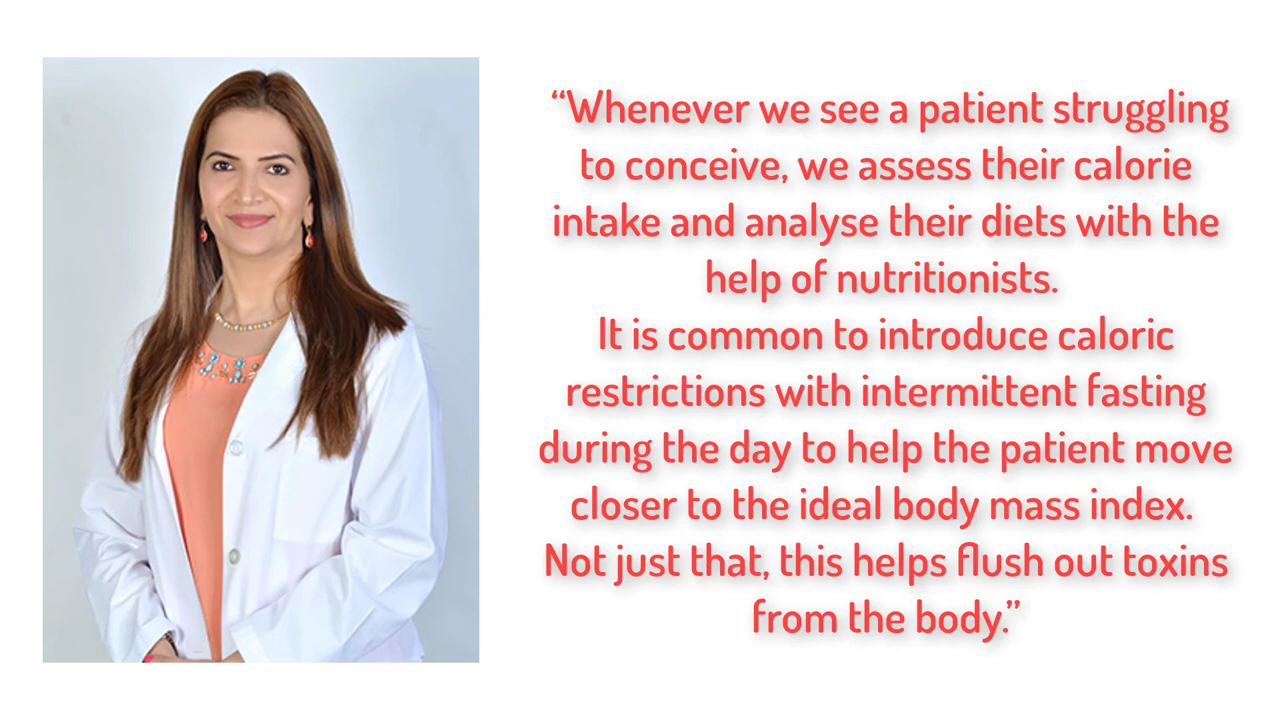 “Whenever we see a patient struggling
to conceive, we assess their calorie
intake and analyse their diets with the
help of nutritionists.
It is common to introduce caloric
restrictions with intermittent fasting
during the day to help the patient move
closer to the ideal body mass index.
Not just that, this helps flush out toxins
from the body.”